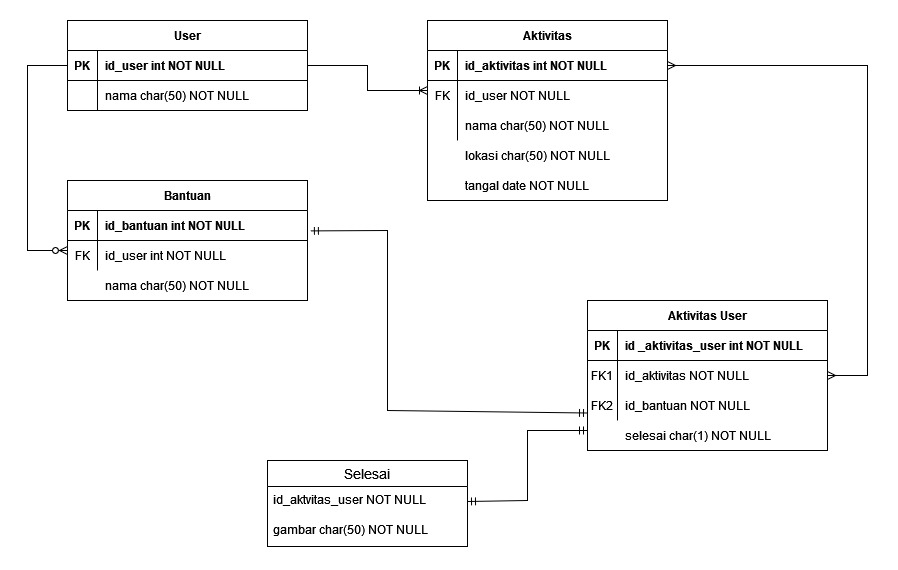 User
PK id_user int NOT NULL
nama char(50) NOT NULL
Aktivitas
PK id_aktivitas int NOT NULL
FK id_user NOT NULL
nama char(50) NOT NULL
lokasi char(50) NOT NULL
tangal date NOT NULL
Bantuan
PK id_bantuan int NOT NULL
FK id_user int NOT NULL
nama char(50) NOT NULL
Aktivitas User
PK id _aktivitas_user int NOT NULL
FK1 id_aktivitas NOT NULL
FK2 id_bantuan NOT NULL
selesai char(1) NOT NULL
Selesai
id_aktvitas_user NOT NULL
gambar char(50) NOT NULL